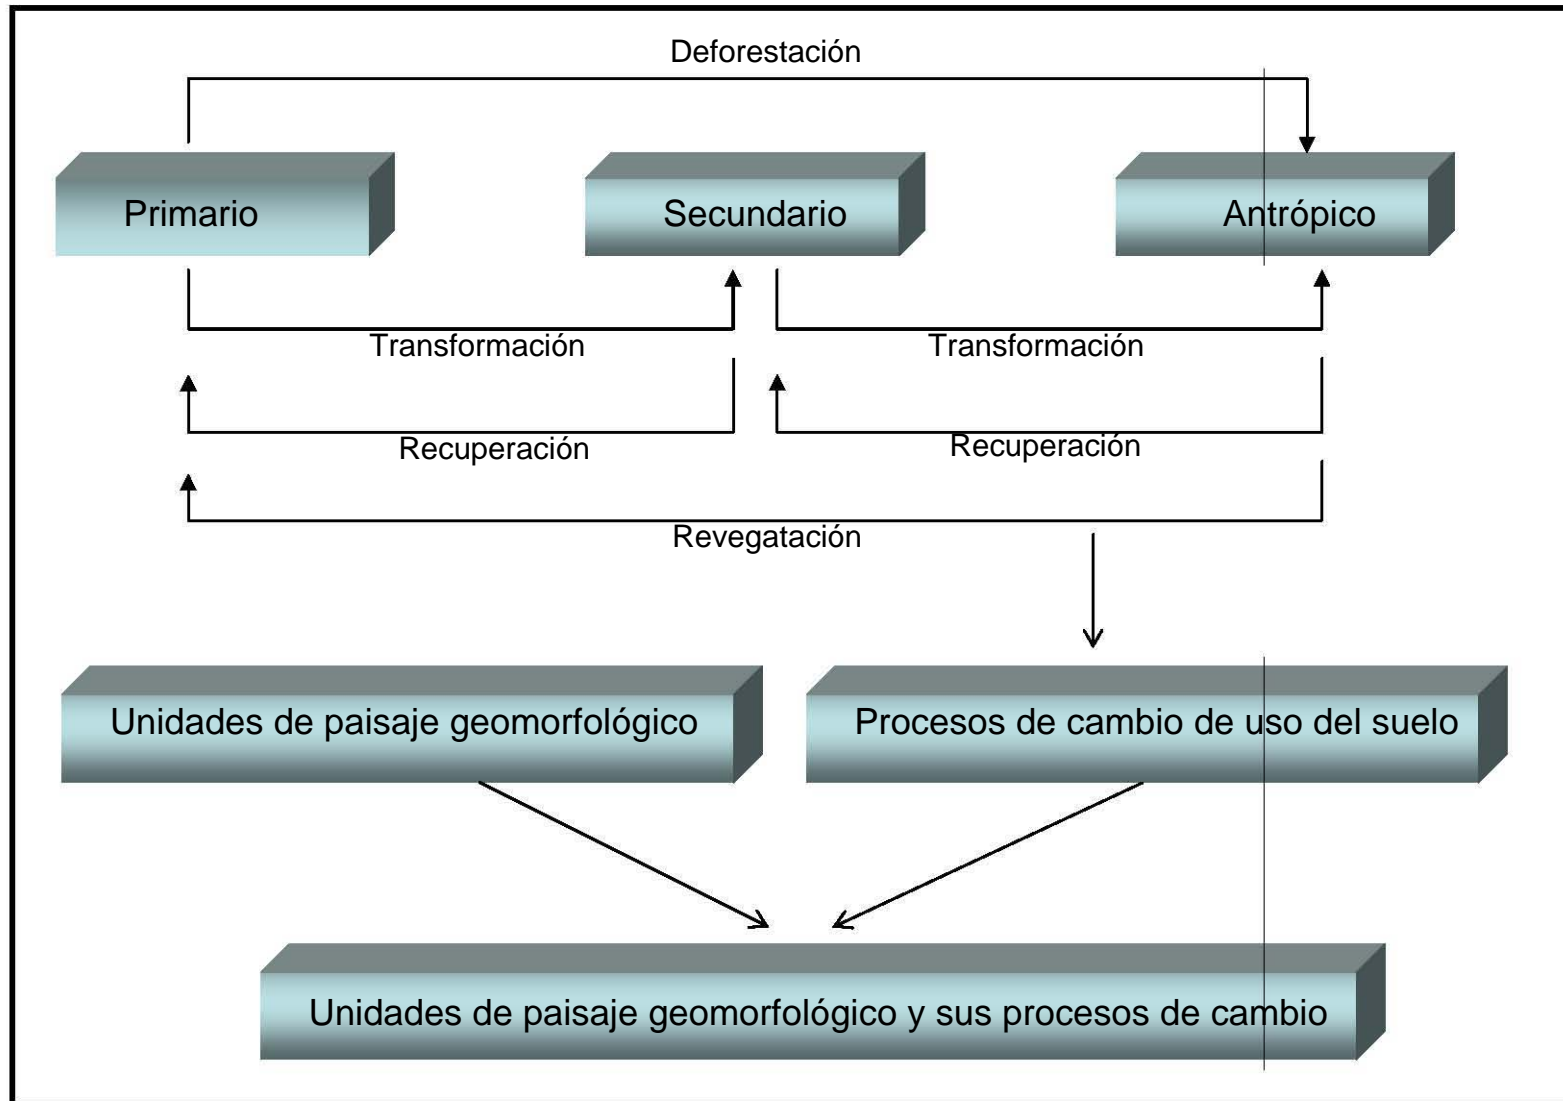 Deforestación
Primario
Secundario
Antrópico
Transformación
Transformación
Recuperación
Recuperación
Revegatación
Unidades de paisaje geomorfológico
Procesos de cambio de uso del suelo
Unidades de paisaje geomorfológico y sus procesos de cambio